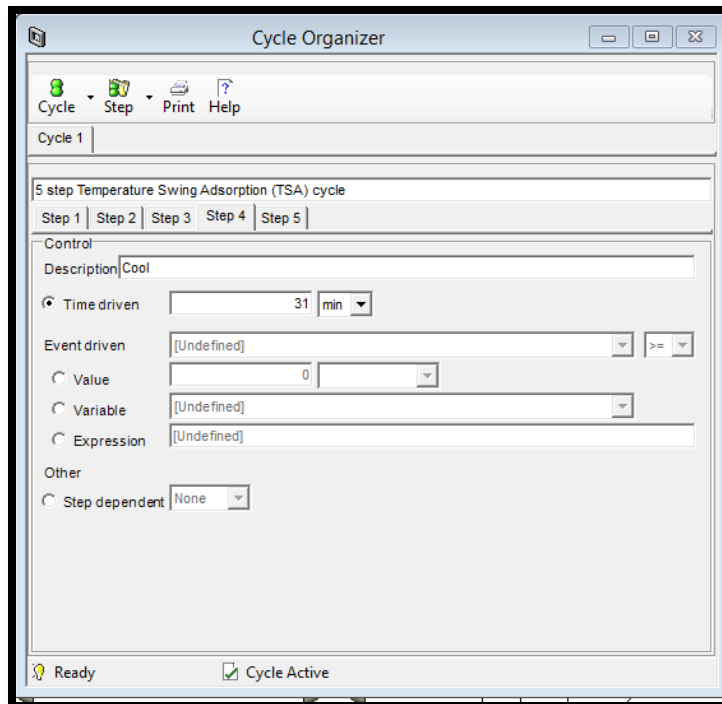 Cycle Organizer
Cycle Step Print Help
Cycle 1
5 step Temperature Swing Adsorption (TSA) cycle
Step 1 Step 2 Step 3 Step 4 Step 5
Control
Description Cool
Time driven 31 min
Event driven [Undefined] >=
Value 0
Variable [Undefined]
Expression [Undefined]
Other
Step dependent None
Ready Cycle Active